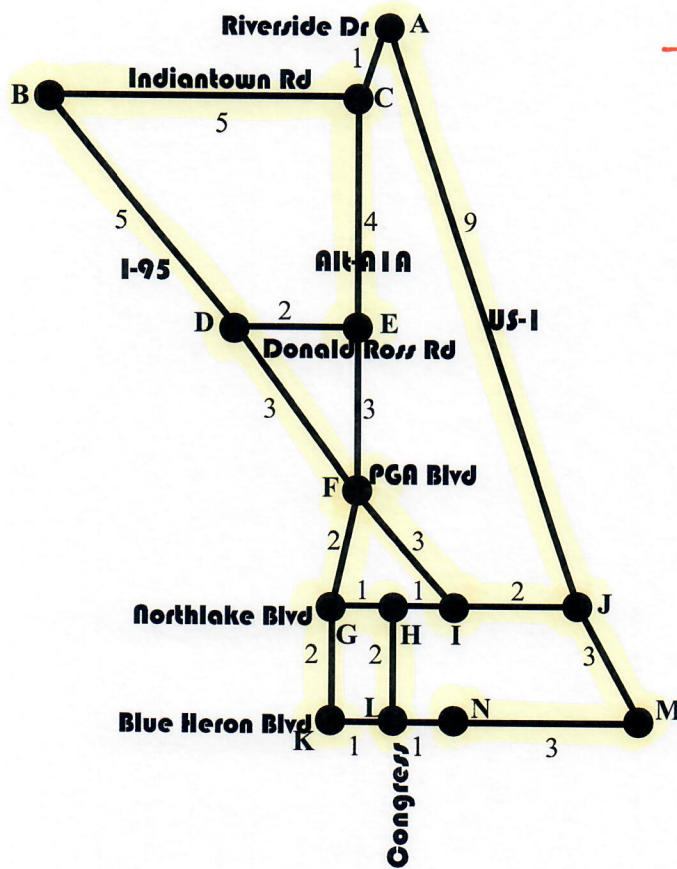 Riverside Dr A
1
B Indiantown Rd C
5
5 4 9
I-95 Alt-A1A
US-1
D 2 E
Donald Ross Rd
3 3
F PGA Blvd
2 3
1 1 2
Northlake Blvd G H I J
2 2 3
Blue Heron Blvd K L N M
1 1 3
Congress